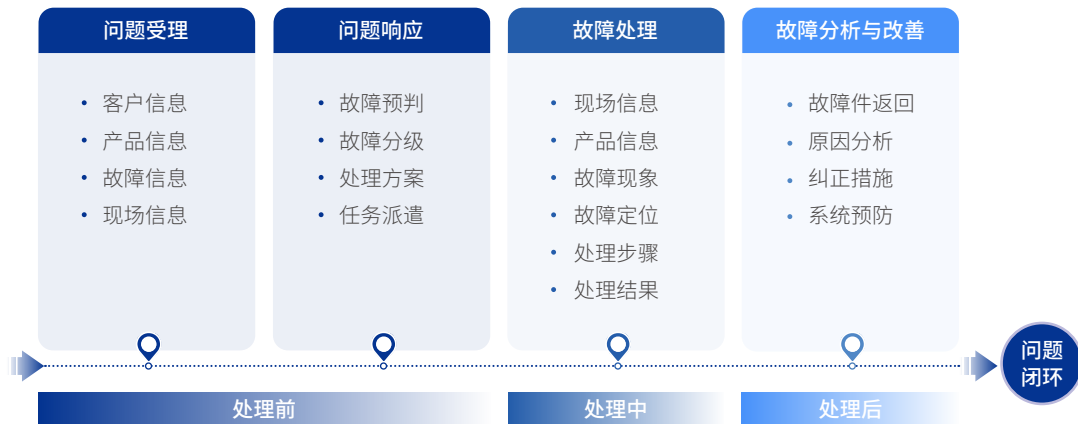 问题受理
客户信息
产品信息
故障信息
现场信息
问题响应
故障预判
故障分级
处理方案
任务派遣
故障处理
现场信息
产品信息
故障现象
故障定位
处理步骤
处理结果
故障分析与改善
故障件返回
原因分析
纠正措施
系统预防
问题
闭环
处理前
处理中
处理后